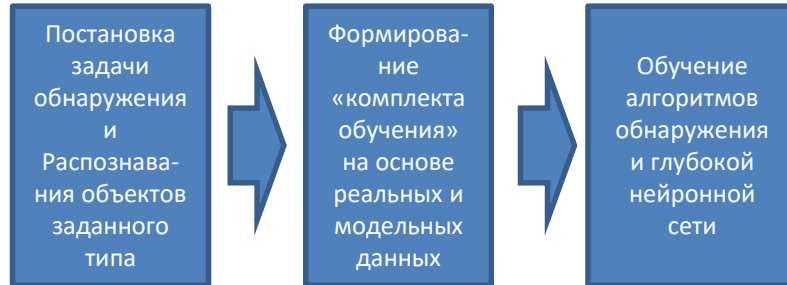 Постановка
задачи
обнаружения
и
Распознава-
ния объектов
заданного
типа
Формирова-
ние
«комплекта
обучения»
на основе
реальных и
модельных
данных
Обучение
алгоритмов
обнаружения
и глубокой
нейронной
сети